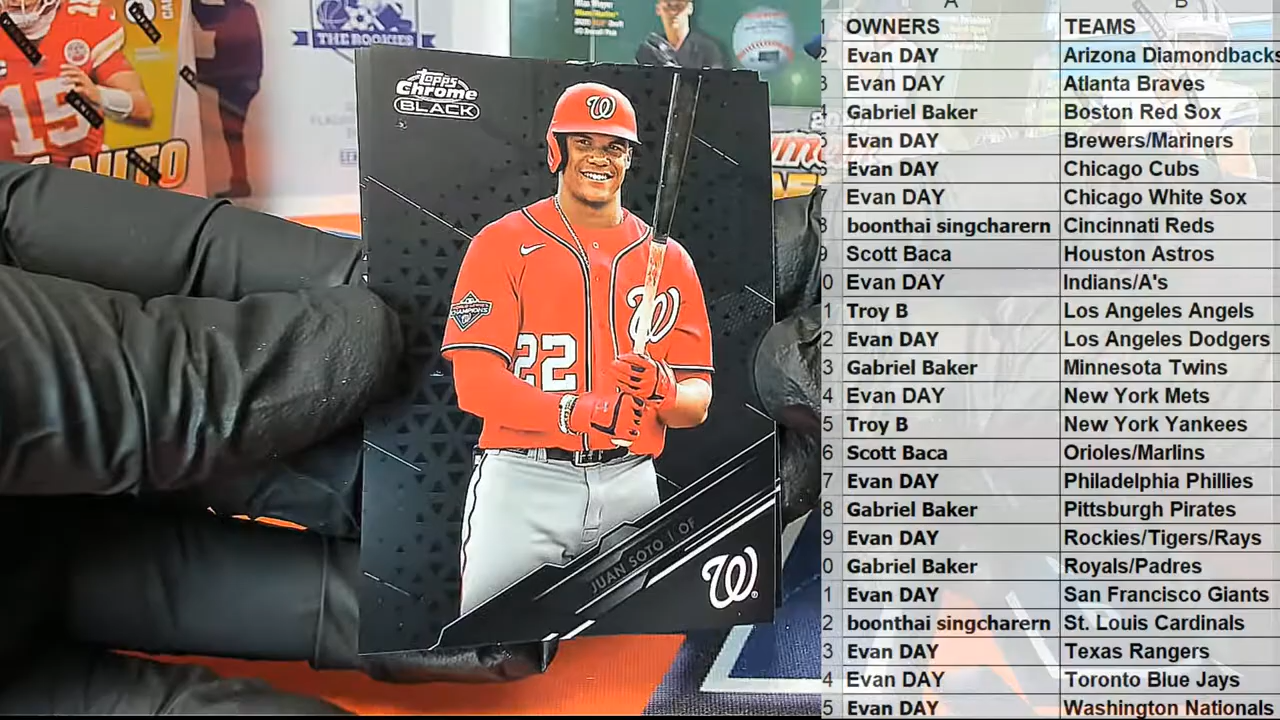 THE ROOKIES
15
AUTO
Topps
Chrome
BLACK
W
CHAMPIONS
W
22
JUAN SOTO | OF
W
A B
OWNERS TEAMS
Evan DAY Arizona Diamondbacks
Evan DAY Atlanta Braves
Gabriel Baker Boston Red Sox
Evan DAY Brewers/Mariners
Evan DAY Chicago Cubs
Evan DAY Chicago White Sox
boonthai singcharern Cincinnati Reds
Scott Baca Houston Astros
Evan DAY Indians/A's
Troy B Los Angeles Angels
Evan DAY Los Angeles Dodgers
Gabriel Baker Minnesota Twins
Evan DAY New York Mets
Troy B New York Yankees
Scott Baca Orioles/Marlins
Evan DAY Philadelphia Phillies
Gabriel Baker Pittsburgh Pirates
Evan DAY Rockies/Tigers/Rays
Gabriel Baker Royals/Padres
Evan DAY San Francisco Giants
boonthai singcharern St. Louis Cardinals
Evan DAY Texas Rangers
Evan DAY Toronto Blue Jays
Evan DAY Washington Nationals